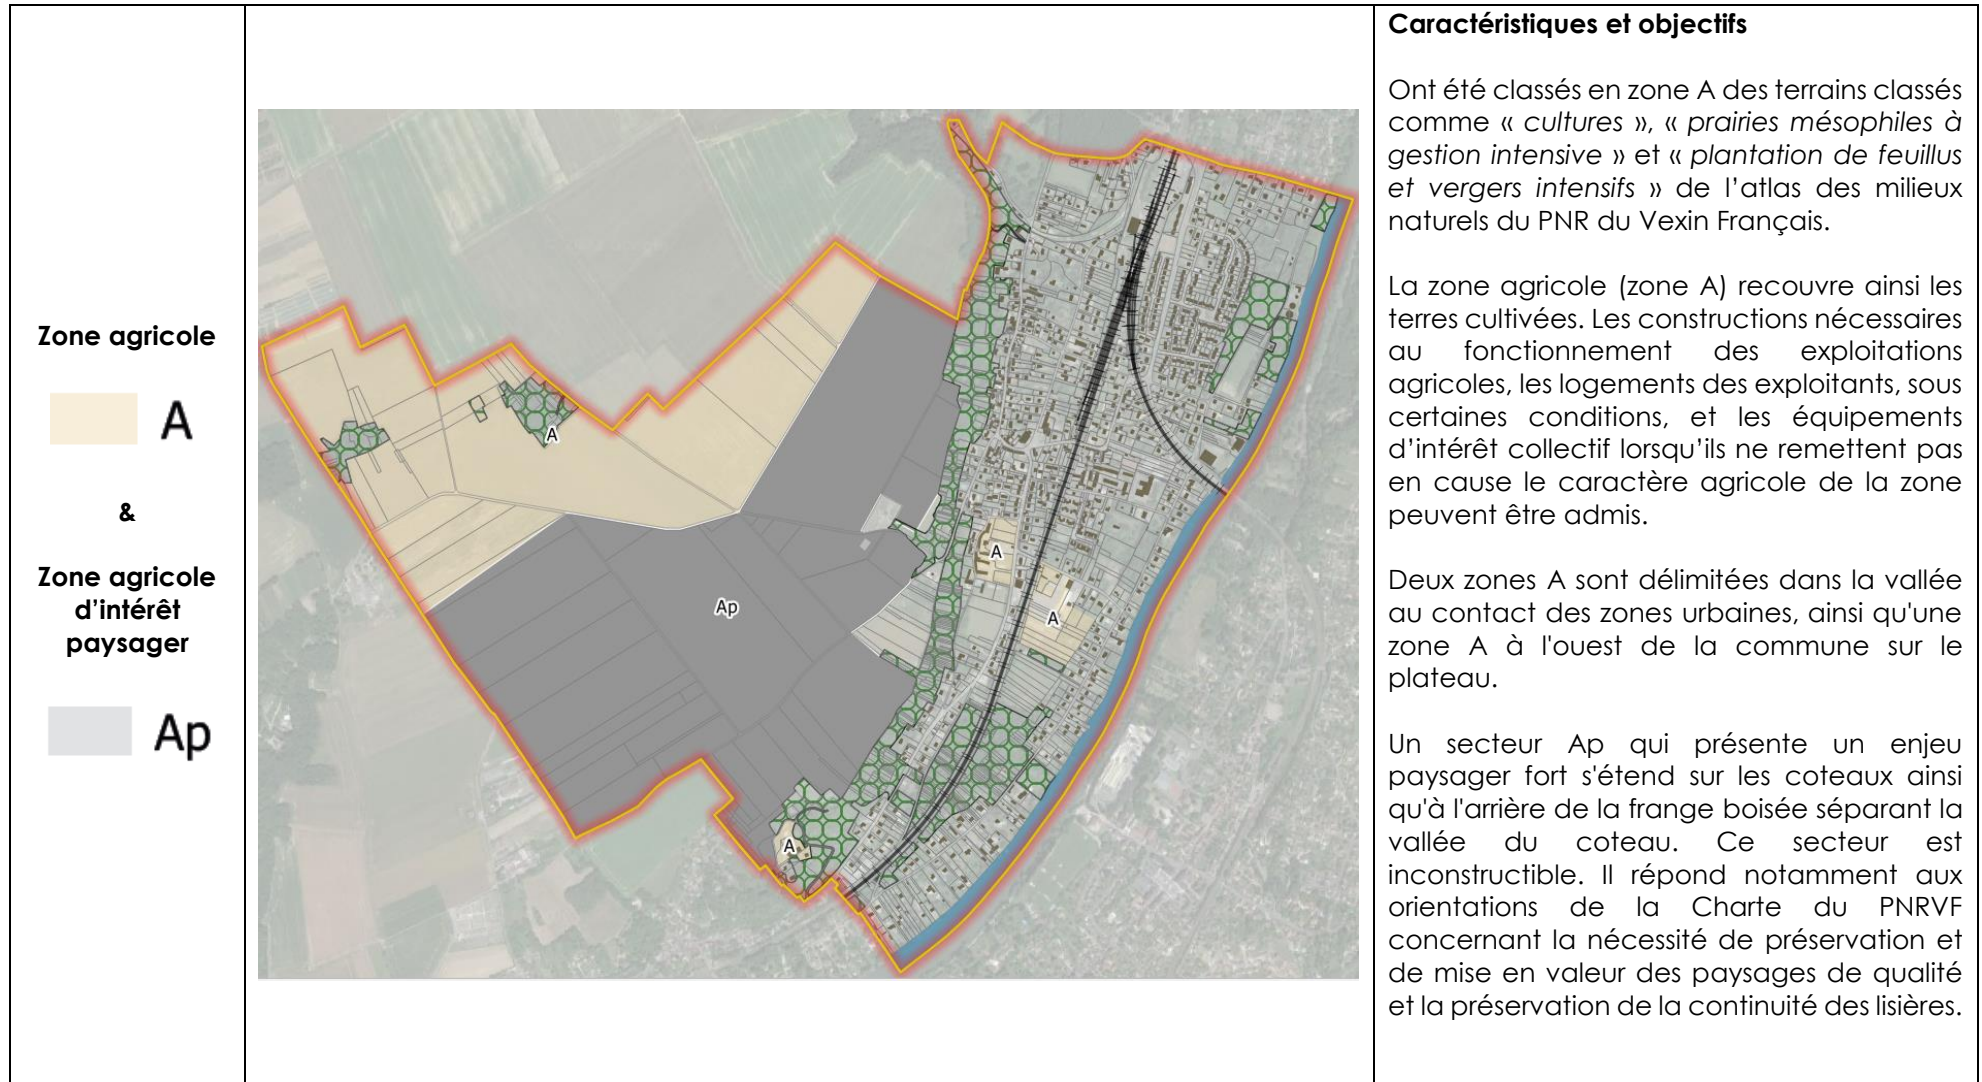 Zone agricole
A
&
Zone agricole
d’intérêt
paysager
Ap
A
A
A
Ap
A
Caractéristiques et objectifs
Ont été classés en zone A des terrains classés
comme « cultures », « prairies mésophiles à
gestion intensive » et « plantation de feuillus
et vergers intensifs » de l’atlas des milieux
naturels du PNR du Vexin Français.
La zone agricole (zone A) recouvre ainsi les
terres cultivées. Les constructions nécessaires
au fonctionnement des exploitations
agricoles, les logements des exploitants, sous
certaines conditions, et les équipements
d’intérêt collectif lorsqu’ils ne remettent pas
en cause le caractère agricole de la zone
peuvent être admis.
Deux zones A sont délimitées dans la vallée
au contact des zones urbaines, ainsi qu'une
zone A à l'ouest de la commune sur le
plateau.
Un secteur Ap qui présente un enjeu
paysager fort s'étend sur les coteaux ainsi
qu'à l'arrière de la frange boisée séparant la
vallée du coteau. Ce secteur est
inconstructible. Il répond notamment aux
orientations de la Charte du PNRVF
concernant la nécessité de préservation et
de mise en valeur des paysages de qualité
et la préservation de la continuité des lisières.